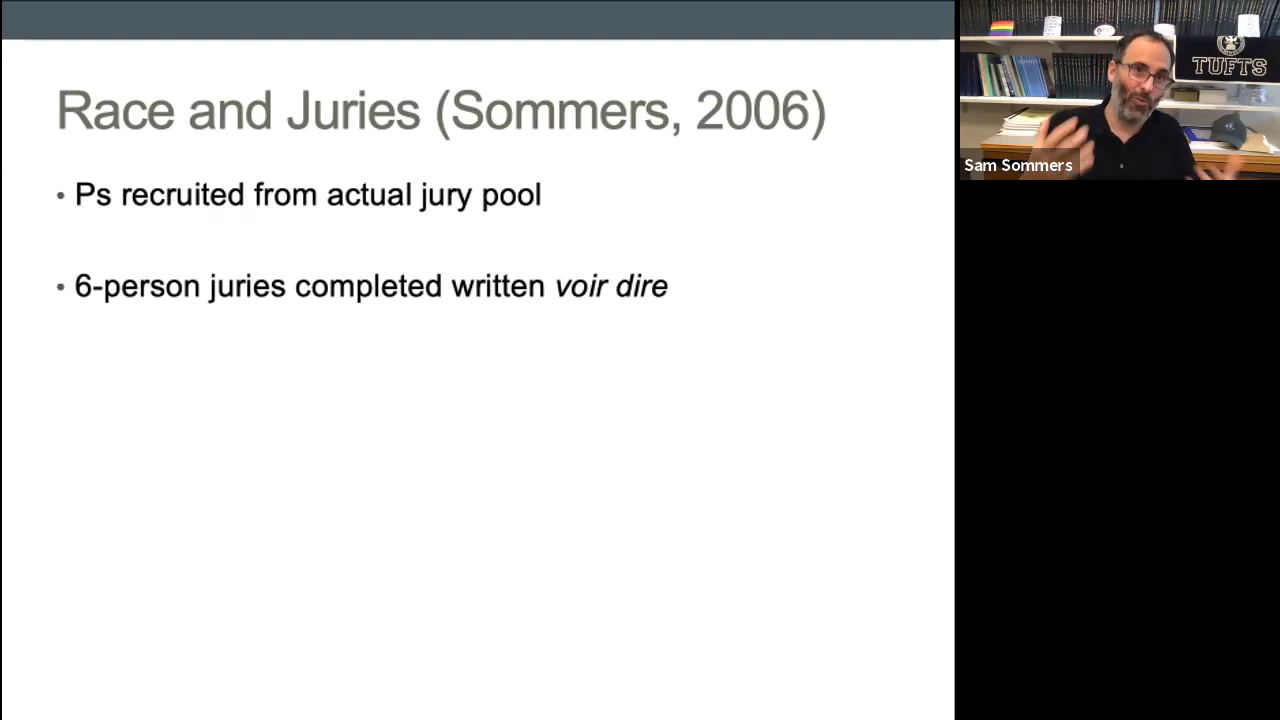 Race and Juries (Sommers, 2006)
• Ps recruited from actual jury pool
• 6-person juries completed written voir dire
TUFTS
Sam Sommers